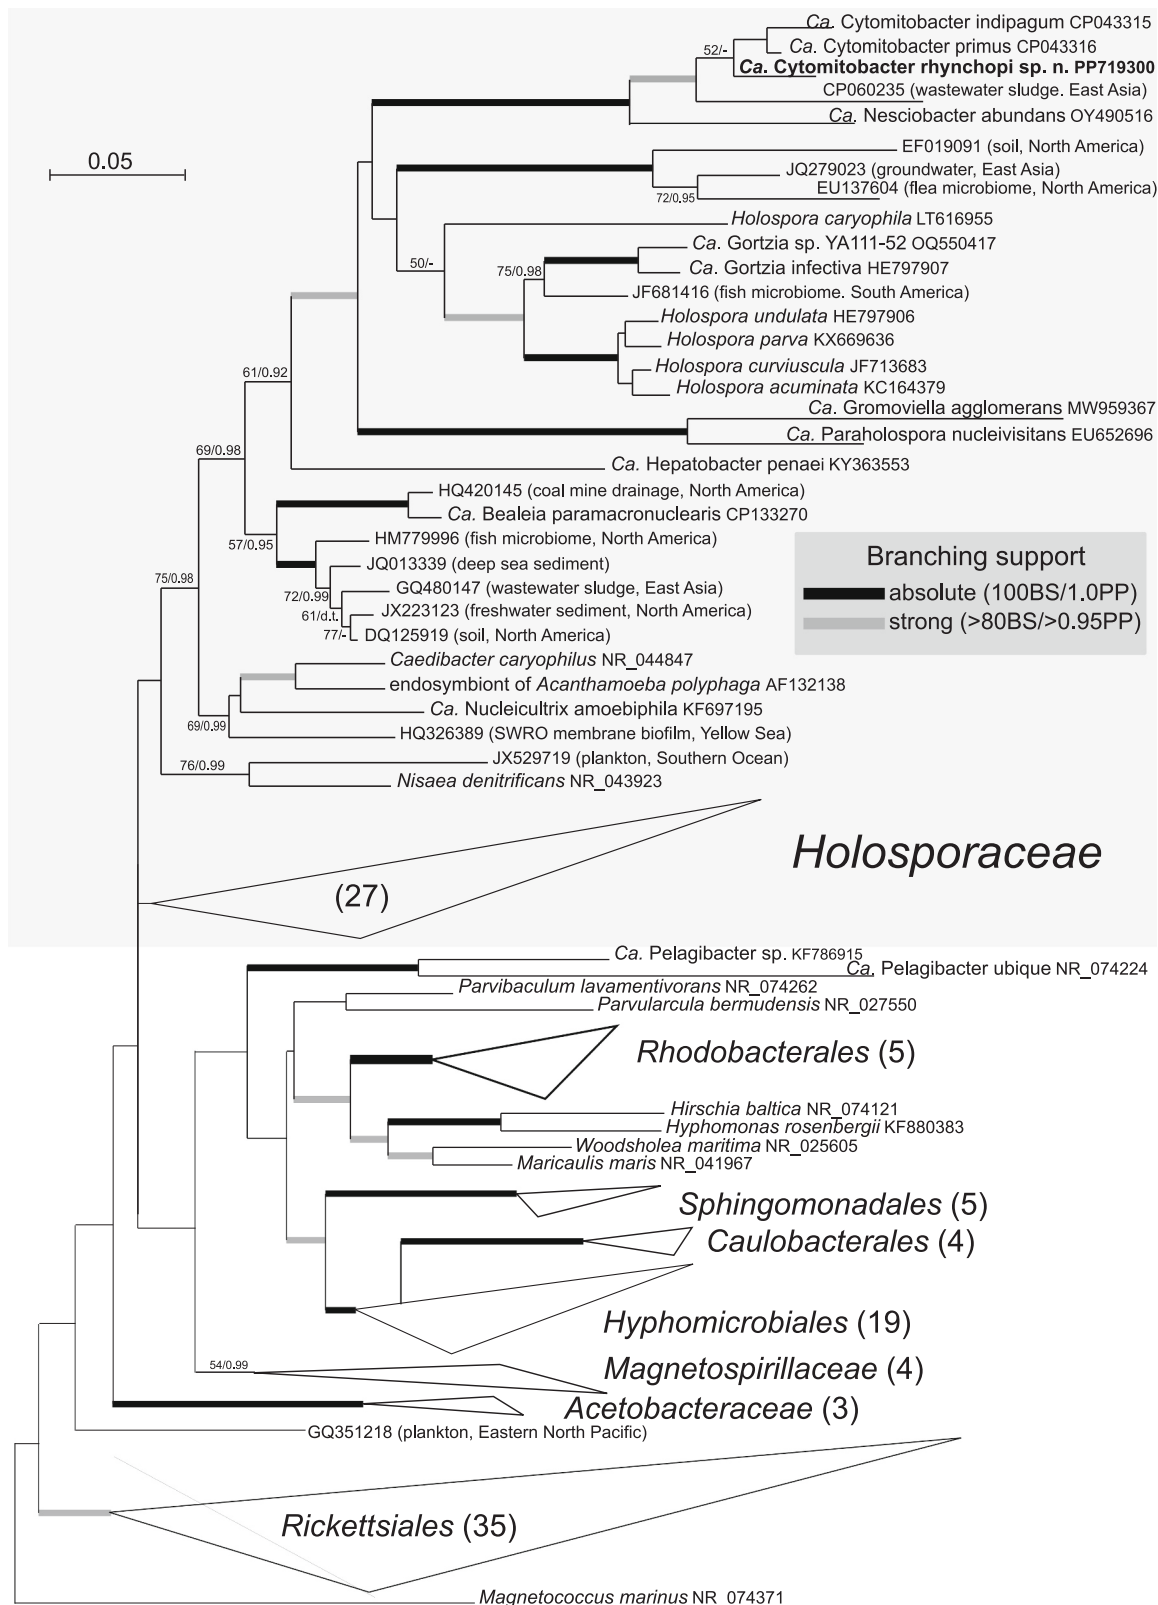 Ca. Cytomitobacter indipagum CP043315
Ca. Cytomitobacter primus CP043316
52/-
Ca. Cytomitobacter rhynchopi sp. n. PP719300
CP060235 (wastewater sludge. East Asia)
Ca. Nesciobacter abundans OY490516
0.05
EF019091 (soil, North America)
JQ279023 (groundwater, East Asia)
EU137604 (flea microbiome, North America)
72/0.95
Holospora caryophila LT616955
Ca. Gortzia sp. YA111-52 OQ550417
50/-
75/0.98
Ca. Gortzia infectiva HE797907
JF681416 (fish microbiome. South America)
Holospora undulata HE797906
Holospora parva KX669636
Holospora curviuscula JF713683
61/0.92
Holospora acuminata KC164379
Ca. Gromoviella agglomerans MW959367
Ca. Paraholospora nucleivisitans EU652696
69/0.98
Ca. Hepatobacter penaei KY363553
HQ420145 (coal mine drainage, North America)
Ca. Bealeia paramacronuclearis CP133270
57/0.95
HM779996 (fish microbiome, North America)
JQ013339 (deep sea sediment)
75/0.98
GQ480147 (wastewater sludge, East Asia)
72/0.99
61/d.t.
JX223123 (freshwater sediment, North America)
77/-
DQ125919 (soil, North America)
Branching support
absolute (100BS/1.0PP)
strong (>80BS/>0.95PP)
Caedibacter caryophilus NR_044847
endosymbiont of Acanthamoeba polyphaga AF132138
Ca. Nucleicultrix amoebiphila KF697195
69/0.99
HQ326389 (SWRO membrane biofilm, Yellow Sea)
JX529719 (plankton, Southern Ocean)
76/0.99
Nisaea denitrificans NR_043923
Holosporaceae
(27)
Ca. Pelagibacter sp. KF786915
Ca. Pelagibacter ubique NR_074224
Parvibaculum lavamentivorans NR_074262
Parvularcula bermudensis NR_027550
Rhodobacterales (5)
Hirschia baltica NR_074121
Hyphomonas rosenbergii KF880383
Woodsholea maritima NR_025605
Maricaulis maris NR_041967
Sphingomonadales (5)
Caulobacterales (4)
Hyphomicrobiales (19)
54/0.99
Magnetospirillaceae (4)
Acetobacteraceae (3)
GQ351218 (plankton, Eastern North Pacific)
Rickettsiales (35)
Magnetococcus marinus NR_074371